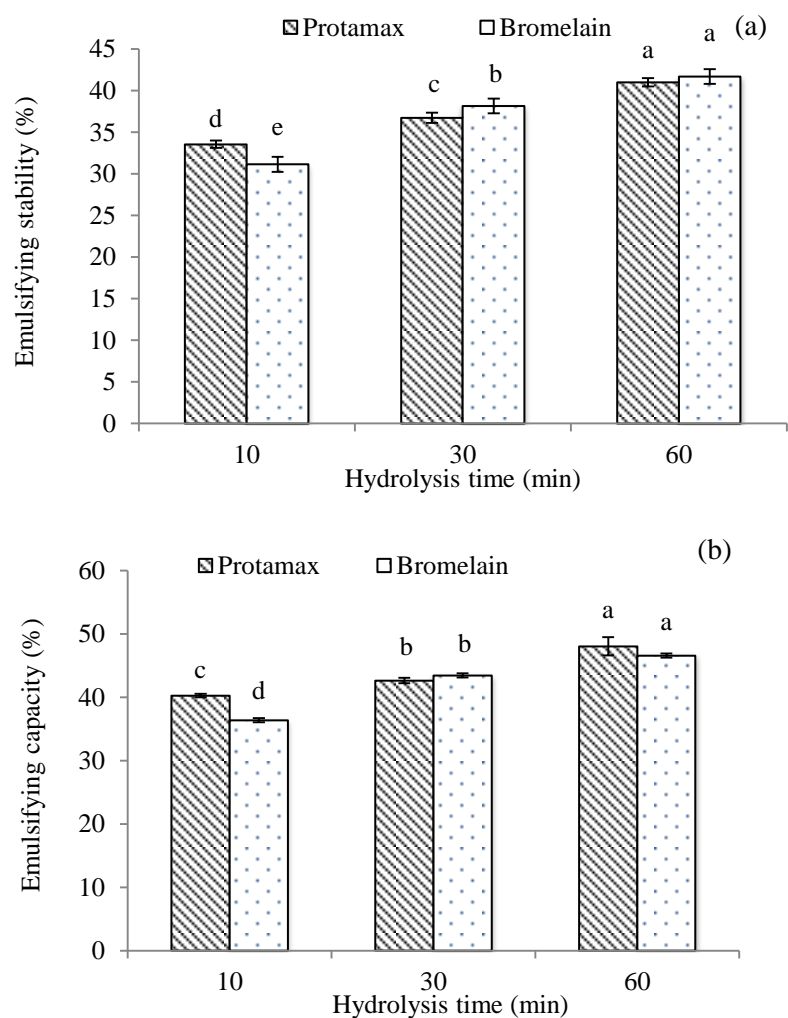 Protamax Bromelain (a)
Emulsifying stability (%)
45
40
35
30
25
20
15
10
5
0
d e c b a a
10 30 60
Hydrolysis time (min)
(b)
Protamax Bromelain
Emulsifying capacity (%)
60
50
40
30
20
10
0
c d b b a a
10 30 60
Hydrolysis time (min)